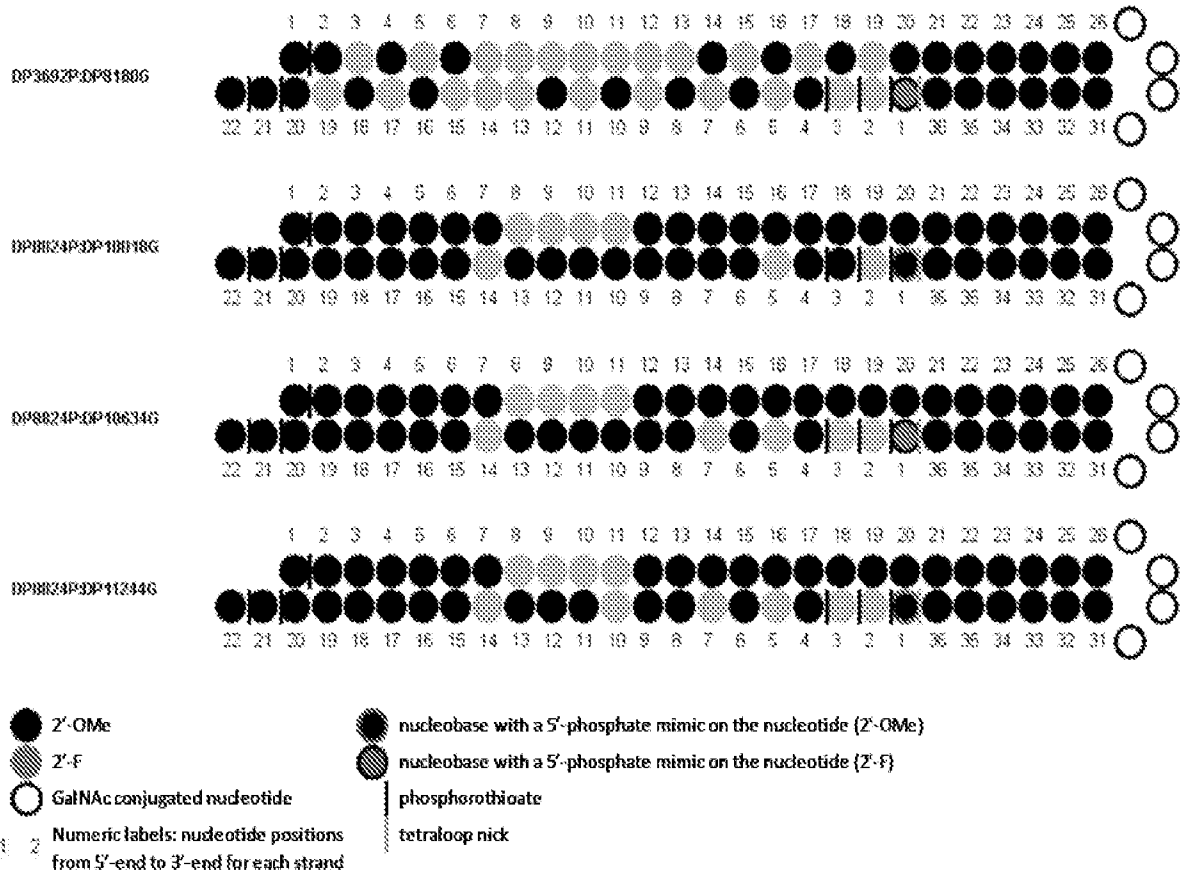 1 2 3 4 5 6 7 8 9 10 11 12 13 14 15 16 17 18 19 20 21 22 23 24 25 26
DP3692P:DP8180G
22 21 20 19 18 17 16 15 14 13 12 11 10 9 8 7 6 5 4 3 2 1 36 35 34 33 32 31
1 2 3 4 5 6 7 8 9 10 11 12 13 14 15 16 17 18 19 20 21 22 23 24 25 26
22 21 20 19 18 17 16 15 14 13 12 11 10 9 8 7 6 5 4 3 2 1 36 35 34 33 32 31
1 2 3 4 5 6 7 8 9 10 11 12 13 14 15 16 17 18 19 20 21 22 23 24 25 26
DP8824P:DP10634G
22 21 20 19 18 17 16 15 14 13 12 11 10 9 8 7 6 5 4 3 2 1 36 35 34 33 32 31
1 2 3 4 5 6 7 8 9 10 11 12 13 14 15 16 17 18 19 20 21 22 23 24 25 26
DP8824P:DP11244G
22 21 20 19 18 17 16 15 14 13 12 11 10 9 8 7 6 5 4 3 2 1 36 35 34 33 32 31
2'-OMe
2'-F
GalNAc conjugated nucleotide
1 2 Numeric labels: nucleotide positions
from 5'-end to 3'-end for each strand
nucleobase with a 5'-phosphate mimic on the nucleotide (2'-OMe)
nucleobase with a 5'-phosphate mimic on the nucleotide (2'-F)
phosphorothioate
tetraloop nick